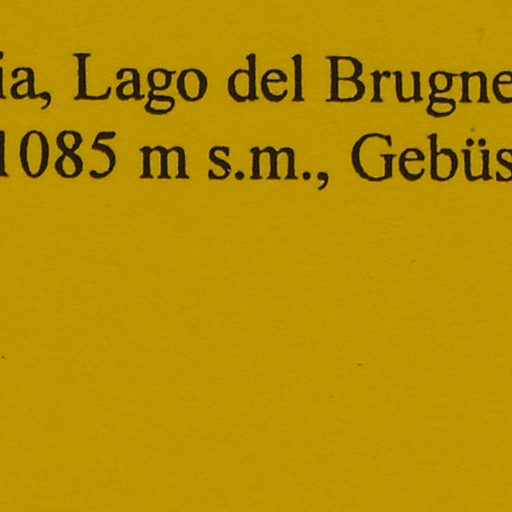 ia, Lago del Brugne
1085 m s.m., Gebüs